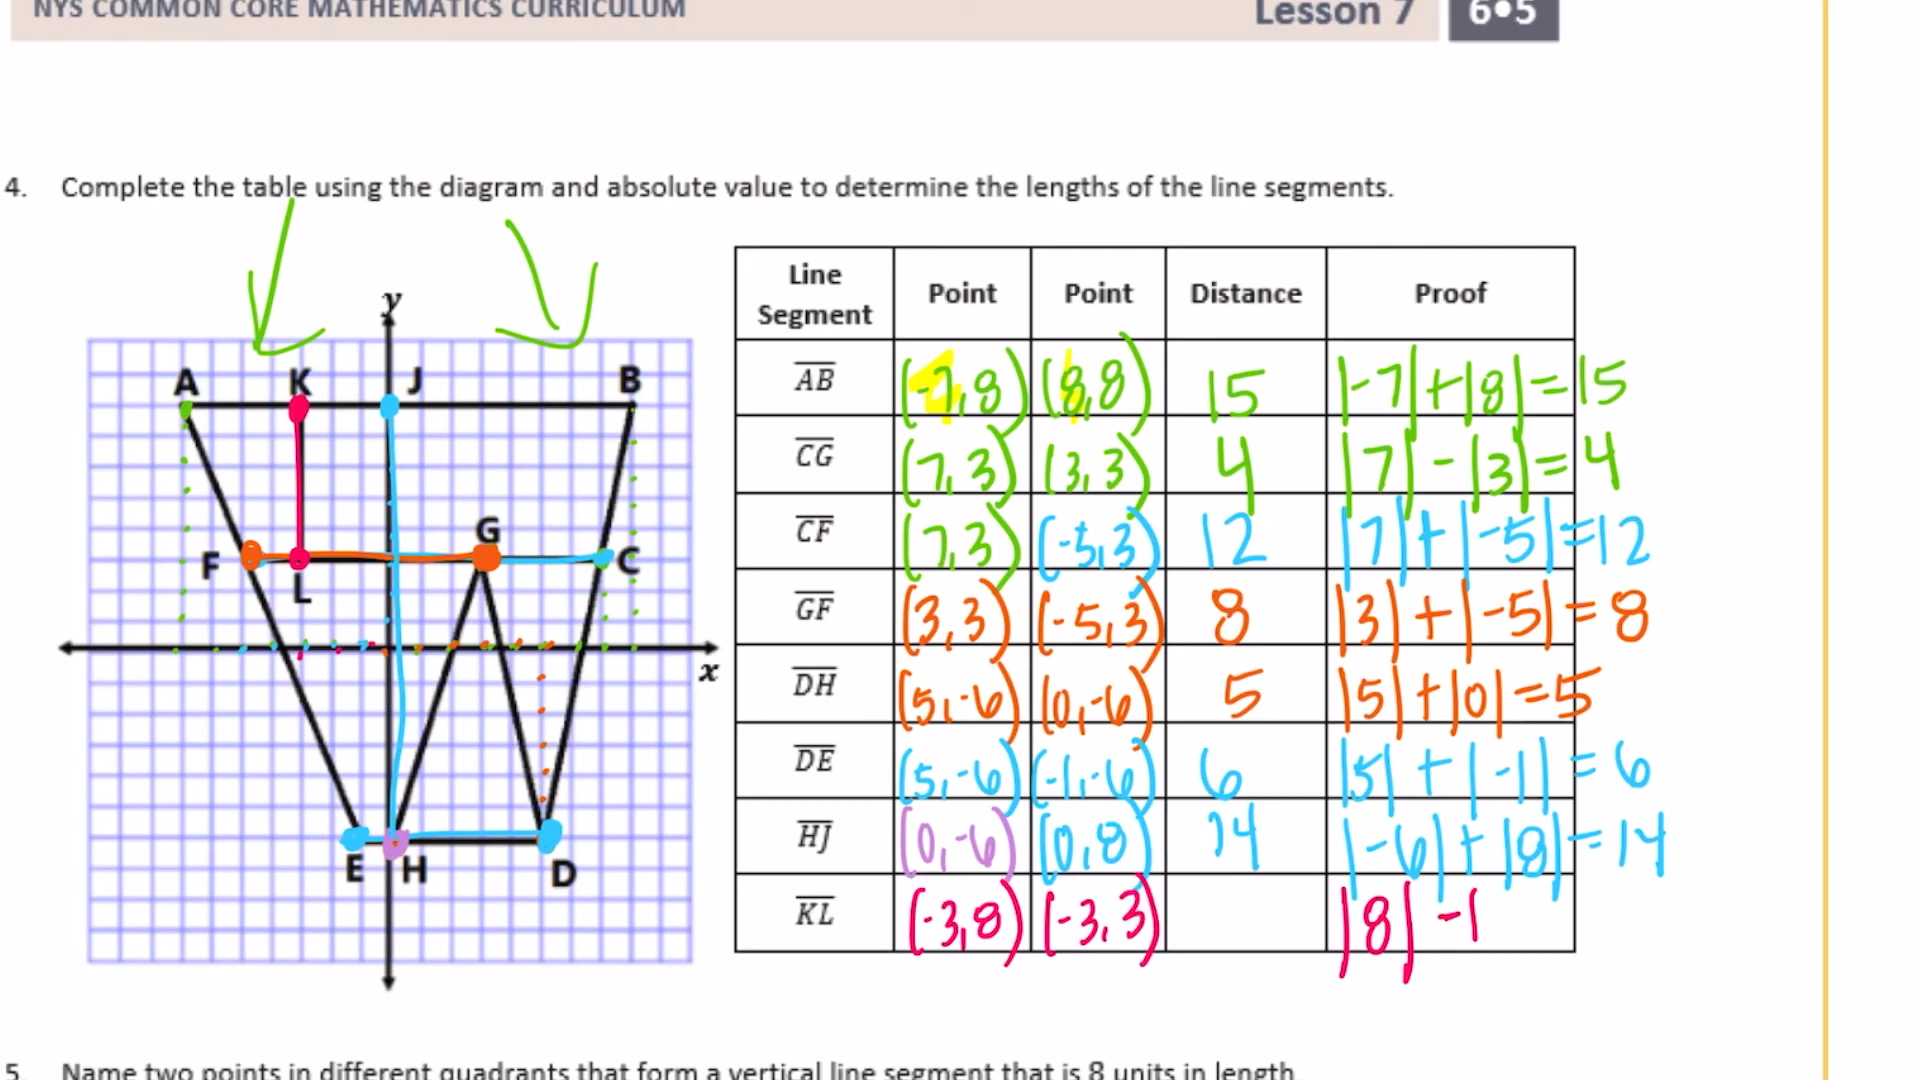 NYS COMMON CORE MATHEMATICS CURRICULUM Lesson 7 6•5
4. Complete the table using the diagram and absolute value to determine the lengths of the line segments.
y
A K J B
G
F C
L
x
E H D
Line Segment Point Point Distance Proof
AB (-7,8) (8,8) 15 |-7|+|8|=15
CG (7,3) (3,3) 4 |7|-|3|=4
CF (7,3) (-5,3) 12 |7|+|-5|=12
GF (3,3) (-5,3) 8 |3|+|-5|=8
DH (5,-6) (0,-6) 5 |5|+|0|=5
DE (5,-6) (-1,-6) 6 |5|+|-1|=6
HJ (0,-6) (0,8) 14 |-6|+|8|=14
KL (-3,8) (-3,3) |8|-|
5. Name two points in different quadrants that form a vertical line segment that is 8 units in length.